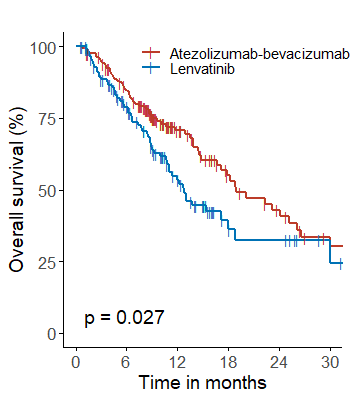 Overall survival (%)
100
75
50
25
0
Atezolizumab-bevacizumab
Lenvatinib
p = 0.027
0 6 12 18 24 30
Time in months